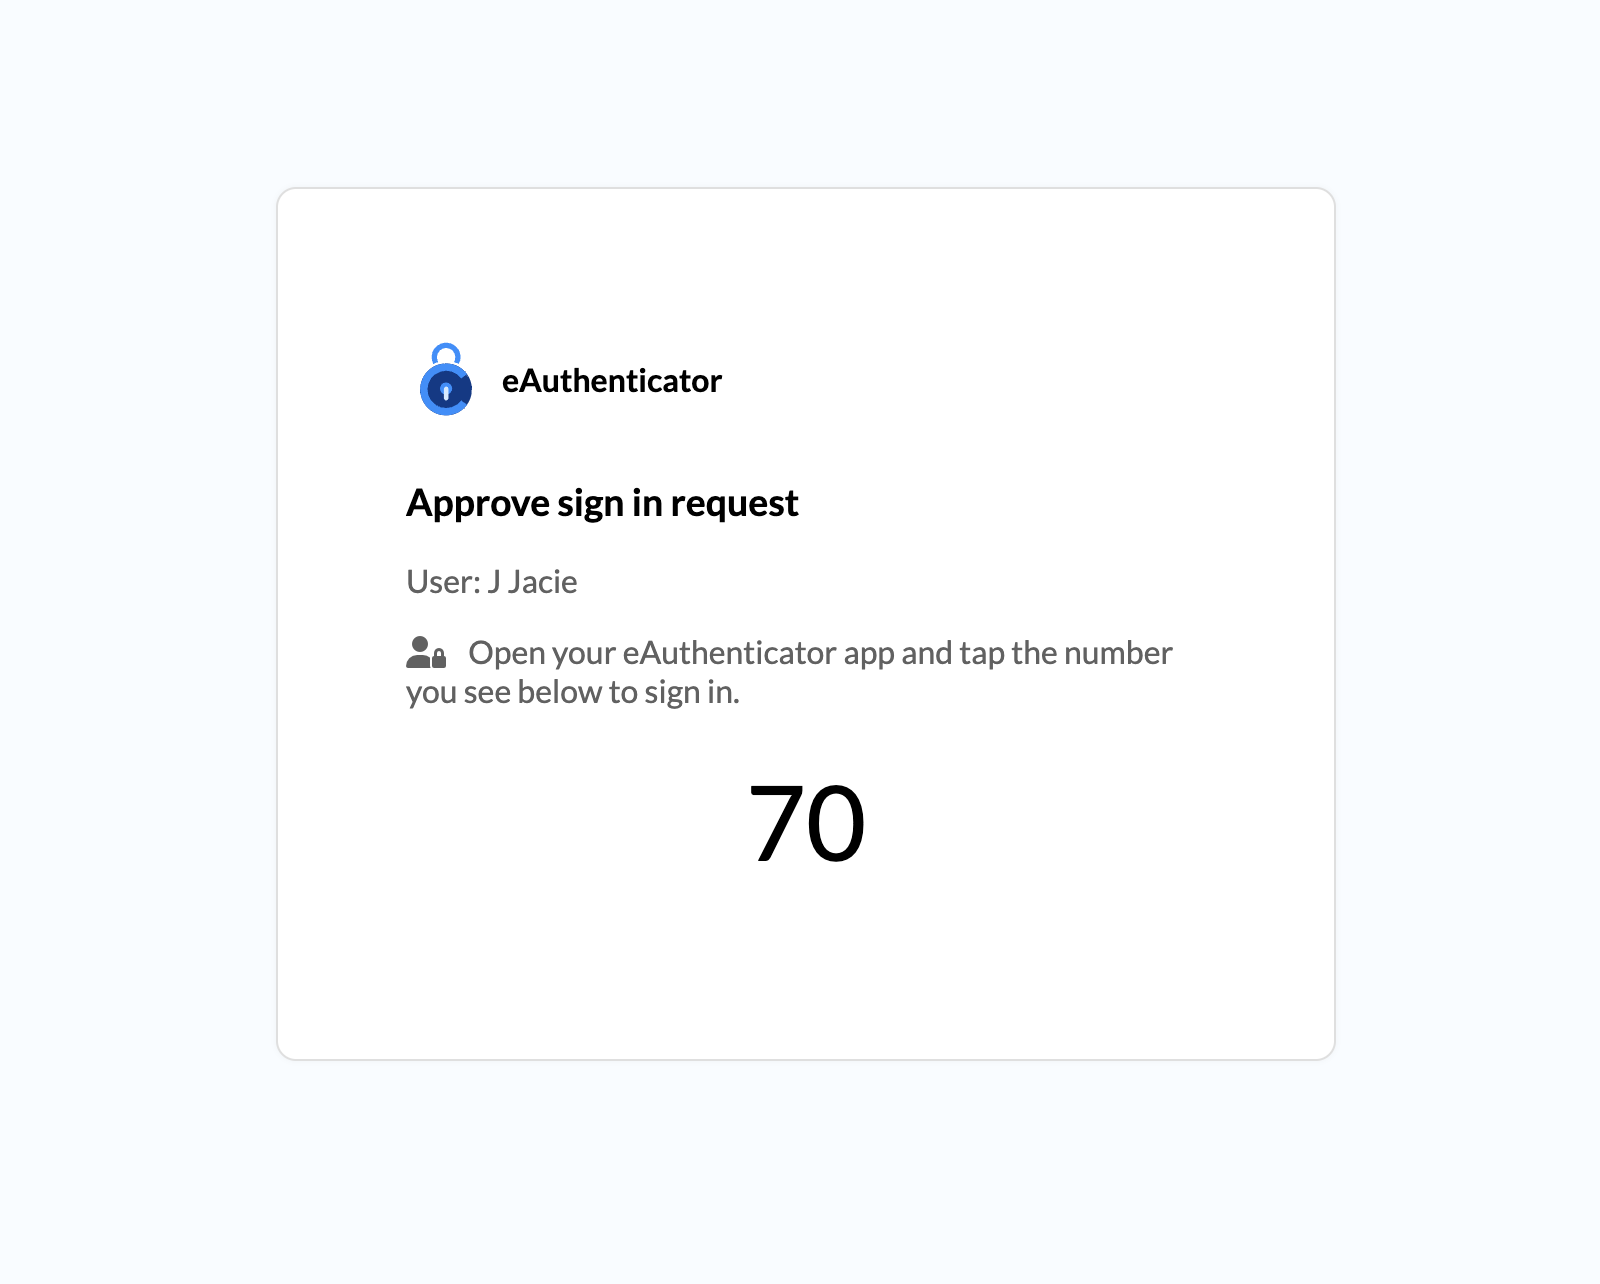 eAuthenticator
Approve sign in request
User: J Jacie
Open your eAuthenticator app and tap the number
you see below to sign in.
70